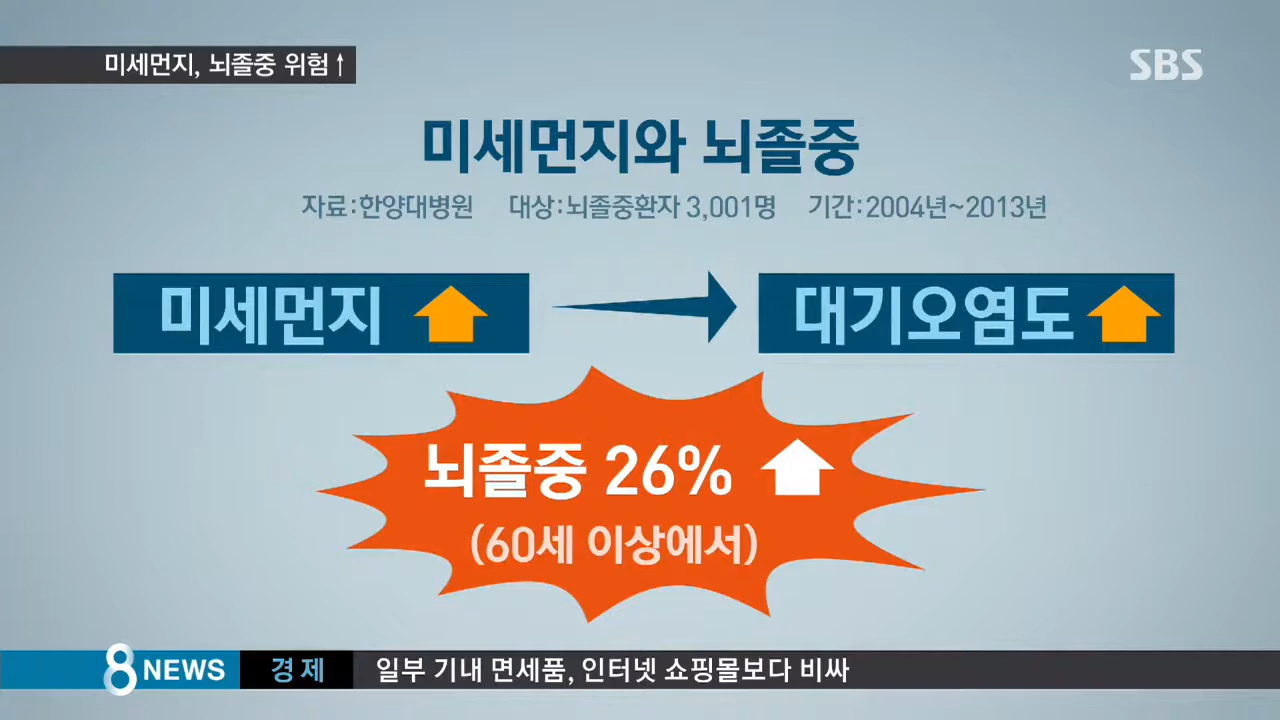 미세먼지, 뇌졸중 위험↑
SBS
미세먼지와 뇌졸중
자료:한양대병원 대상:뇌졸중환자 3,001명 기간:2004년~2013년
미세먼지
대기오염도
뇌졸중 26%
(60세 이상에서)
8 NEWS 경제 일부 기내 면세품, 인터넷 쇼핑몰보다 비싸